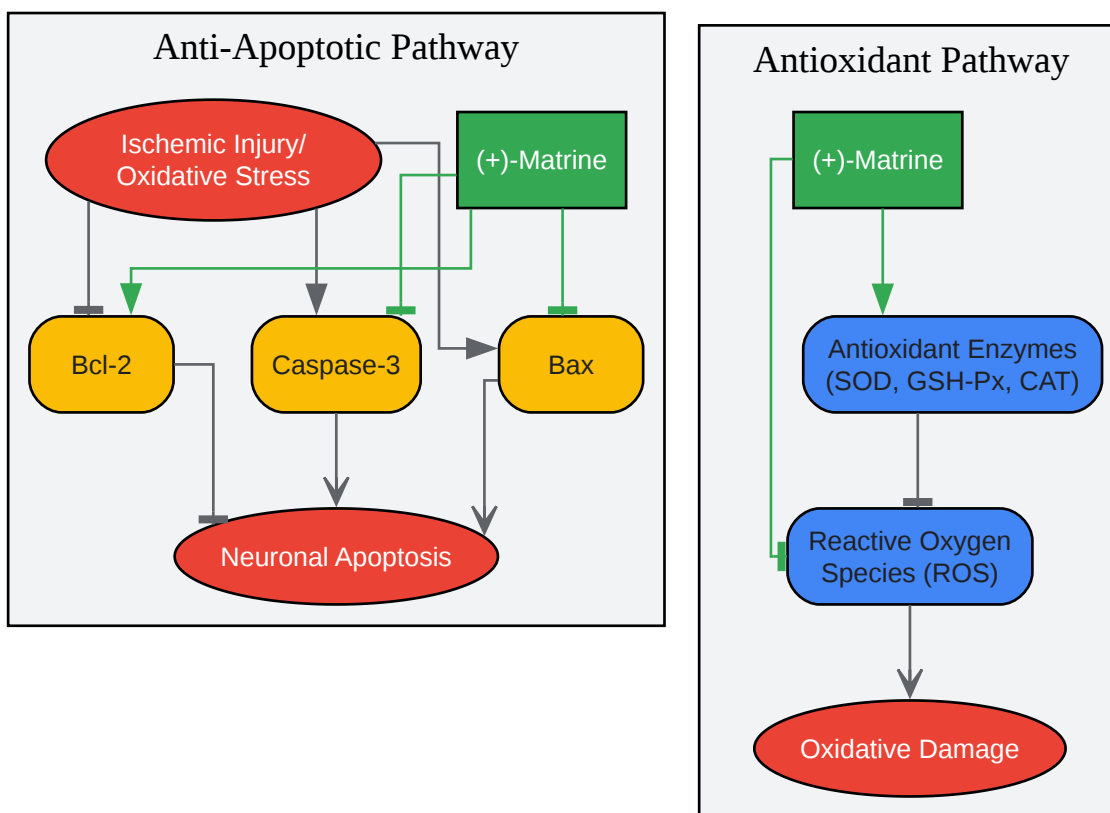 Anti-Apoptotic Pathway
Ischemic Injury/
Oxidative Stress
(+)-Matrine
Bcl-2
Caspase-3
Bax
Neuronal Apoptosis
Antioxidant Pathway
(+)-Matrine
Antioxidant Enzymes
(SOD, GSH-Px, CAT)
Reactive Oxygen
Species (ROS)
Oxidative Damage